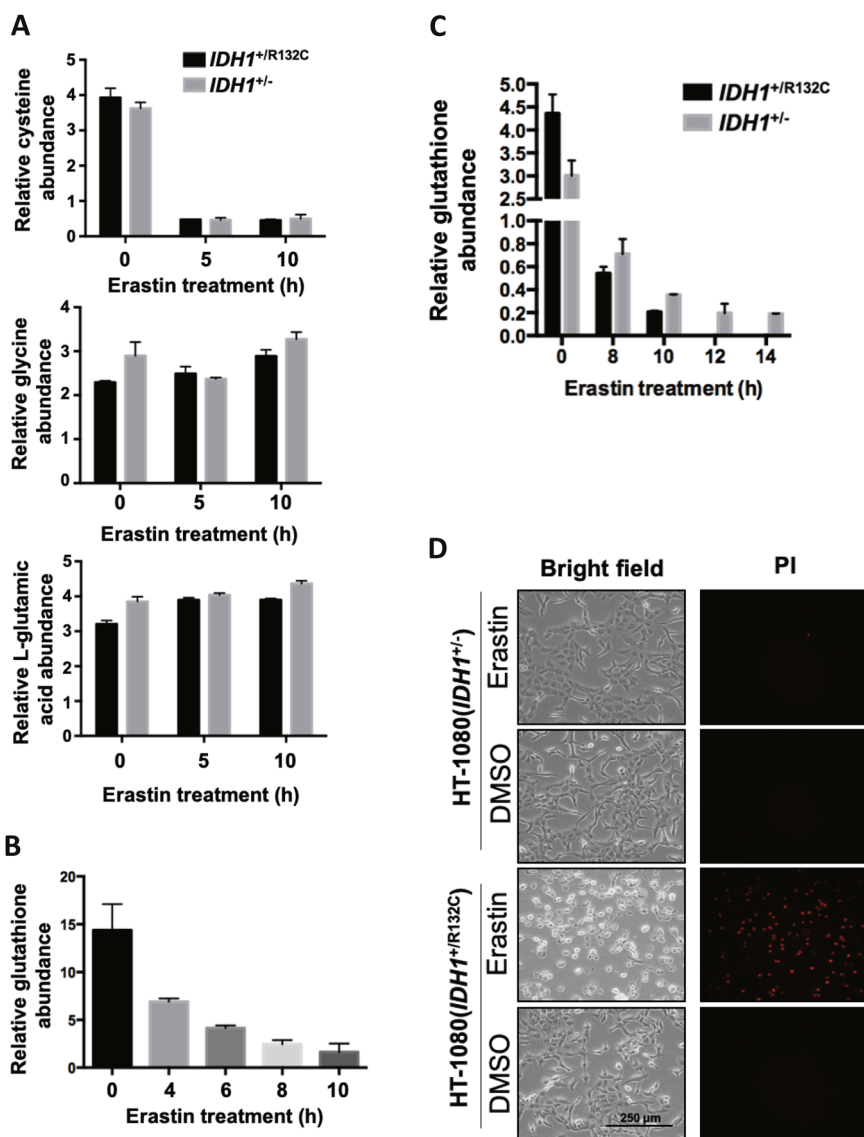 A
IDH1+/R132C
IDH1+/-
Relative cysteine
abundance
5
4
3
2
1
0
0 5 10
Erastin treatment (h)
Relative glycine
abundance
4
3
2
1
0
0 5 10
Erastin treatment (h)
Relative L-glutamic
acid abundance
5
4
3
2
1
0
0 5 10
Erastin treatment (h)
B
Relative glutathione
abundance
20
15
10
5
0
0 4 6 8 10
Erastin treatment (h)
C
IDH1+/R132C
IDH1+/-
Relative glutathione
abundance
5.0
4.5
4.0
3.5
3.0
2.5
1.0
0.8
0.6
0.4
0.2
0.0
0 8 10 12 14
Erastin treatment (h)
D
Bright field PI
HT-1080(IDH1+/-)
Erastin
DMSO
HT-1080(IDH1+/R132C)
Erastin
DMSO
250 µm